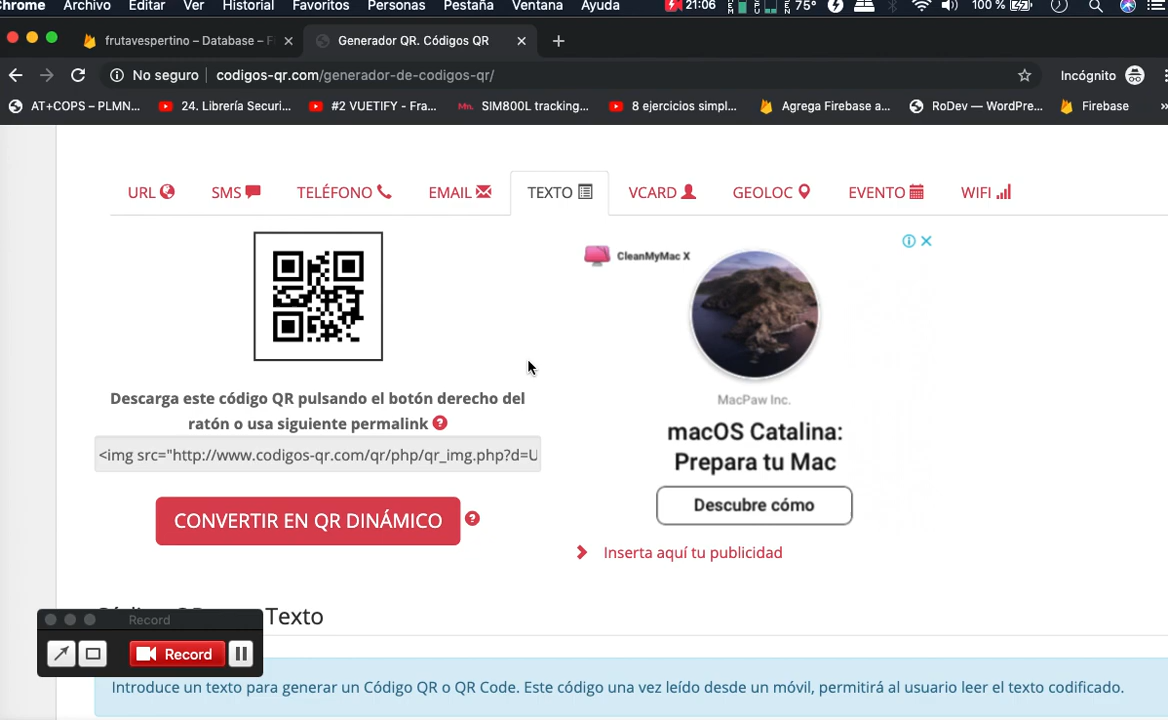 Chrome Archivo Editar Ver Historial Favoritos Personas Pestaña Ventana Ayuda 21:06 75° 100 %
frutavespertino – Database – F Generador QR. Códigos QR
No seguro codigos-qr.com/generador-de-codigos-qr/ Incógnito
AT+COPS – PLMN... 24. Librería Securi... #2 VUETIFY - Fra... SIM800L tracking... 8 ejercicios simpl... Agrega Firebase a... RoDev — WordPre... Firebase »
URL SMS TELÉFONO EMAIL TEXTO VCARD GEOLOC EVENTO WIFI
CleanMyMac X
MacPaw Inc.
macOS Catalina:
Prepara tu Mac
Descubre cómo
Inserta aquí tu publicidad
Descarga este código QR pulsando el botón derecho del
ratón o usa siguiente permalink ?
<img src="http://www.codigos-qr.com/qr/php/qr_img.php?d=U
CONVERTIR EN QR DINÁMICO ?
Texto
Record
Record
Introduce un texto para generar un Código QR o QR Code. Este código una vez leído desde un móvil, permitirá al usuario leer el texto codificado.